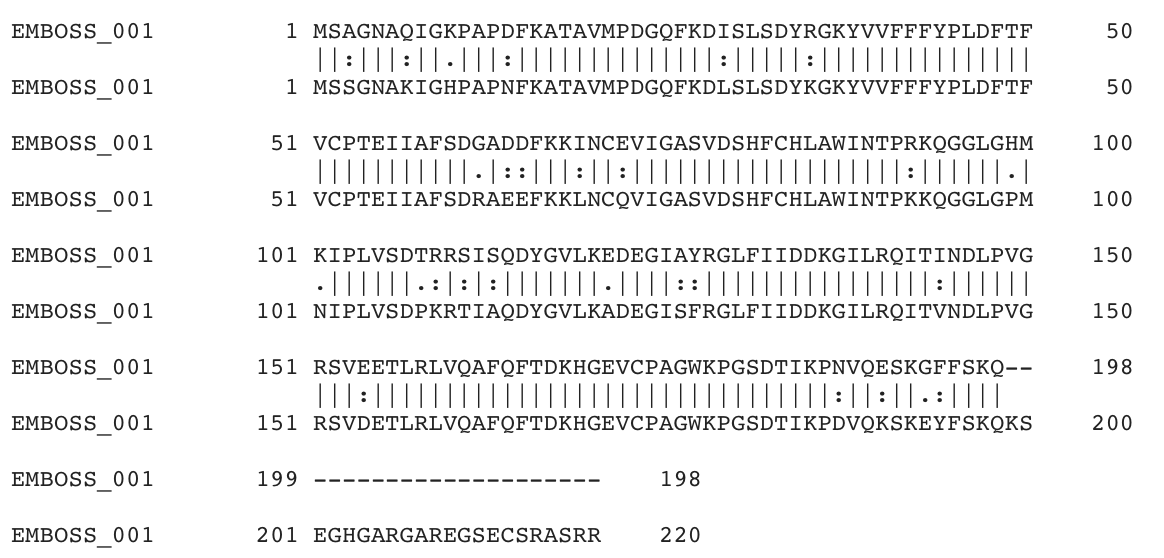 EMBOSS_001 1 MSAGNAQIGKPAPDFKATAVMPDGQFKDISLSDYRGKYVVFFFYPLDFTF 50
||:|||:||.|||:||||||||||||||:|||||:|||||||||||||||
EMBOSS_001 1 MSSGNAKIGHPAPNFKATAVMPDGQFKDLSLSDYKGKYVVFFFYPLDFTF 50
EMBOSS_001 51 VCPTEIIAFSDGADDFKKINCEVIGASVDSHFCHLAWINTPRKQGGLGHM 100
|||||||||||.|::|||:||:|||||||||||||||||||:||||||.|
EMBOSS_001 51 VCPTEIIAFSDRAEEFKKLNCQVIGASVDSHFCHLAWINTPKKQGGLGPM 100
EMBOSS_001 101 KIPLVSDTRRSISQDYGVLKEDEGIAYRGLFIIDDKGILRQITINDLPVG 150
.||||||.:|:|:|||||||.||||::||||||||||||||||:||||||
EMBOSS_001 101 NIPLVSDPKRTIAQDYGVLKADEGISFRGLFIIDDKGILRQITVNDLPVG 150
EMBOSS_001 151 RSVEETLRLVQAFQFTDKHGEVCPAGWKPGSDTIKPNVQESKGFFSKQ-- 198
|||:||||||||||||||||||||||||||||||||:||:||.:||||
EMBOSS_001 151 RSVDETLRLVQAFQFTDKHGEVCPAGWKPGSDTIKPDVQKSKEYFSKQKS 200
EMBOSS_001 199 -------------------- 198
EMBOSS_001 201 EGHGARGAREGSECSRASRR 220